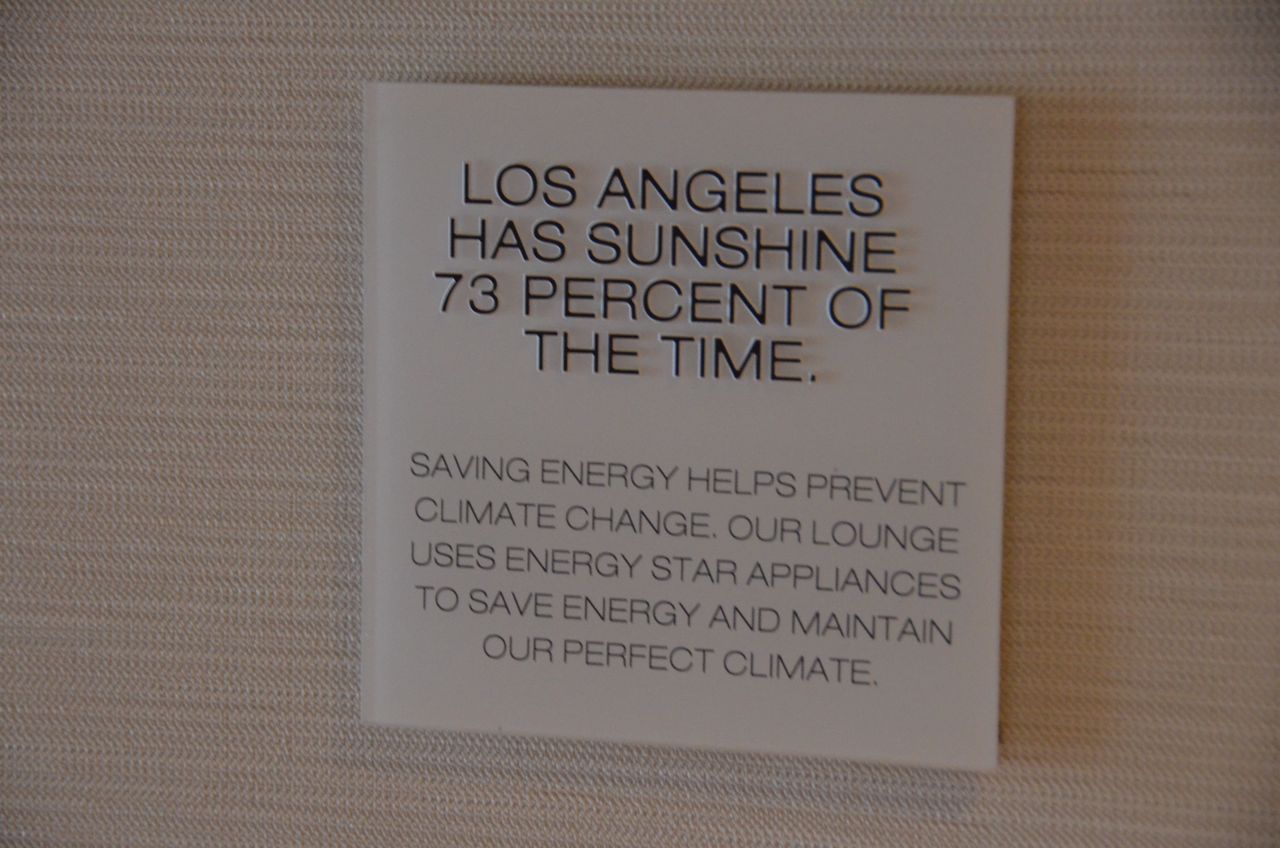 LOS ANGELES
HAS SUNSHINE
73 PERCENT OF
THE TIME.
SAVING ENERGY HELPS PREVENT
CLIMATE CHANGE. OUR LOUNGE
USES ENERGY STAR APPLIANCES
TO SAVE ENERGY AND MAINTAIN
OUR PERFECT CLIMATE.